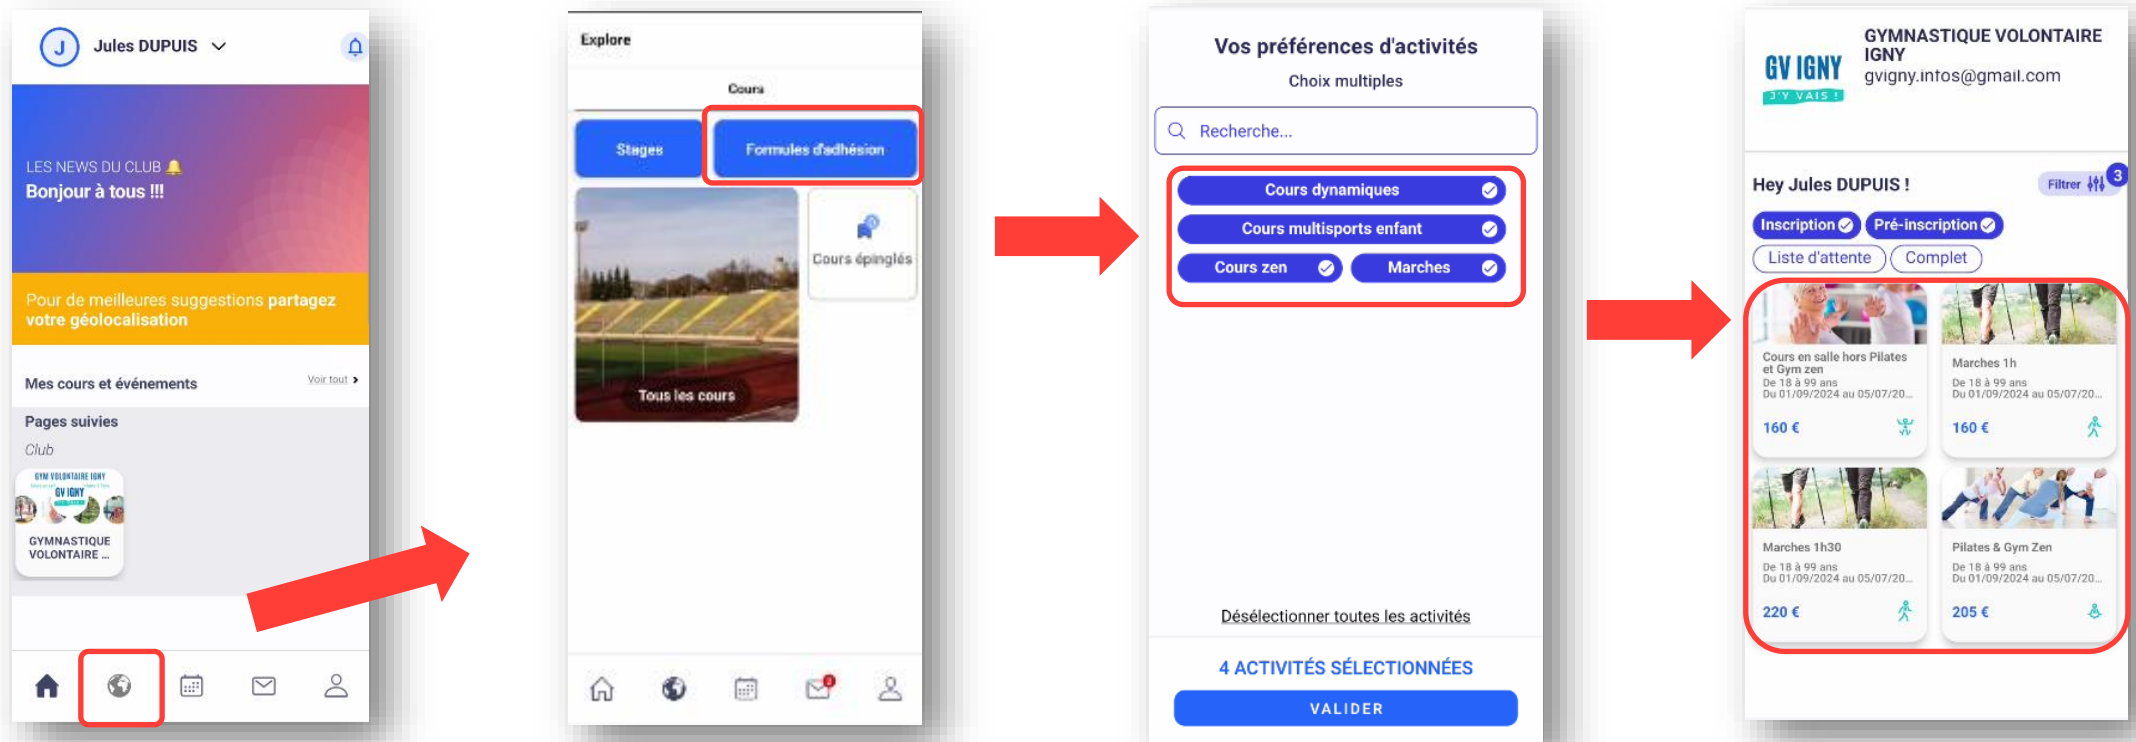 J
Jules DUPUIS
LES NEWS DU CLUB 🔔
Bonjour à tous !!!
Pour de meilleures suggestions partagez
votre géolocalisation
Mes cours et événements
Voir tout
Pages suivies
Club
GYM VOLONTAIRE IGNY
GV IGNY
GYMNASTIQUE
VOLONTAIRE ...
Explore
Cours
Stages
Formules d'adhésion
Cours épinglés
Tous les cours
Vos préférences d'activités
Choix multiples
Recherche...
Cours dynamiques
Cours multisports enfant
Cours zen
Marches
Désélectionner toutes les activités
4 ACTIVITÉS SÉLECTIONNÉES
VALIDER
GV IGNY
J'Y VAIS !
GYMNASTIQUE VOLONTAIRE
IGNY
gvigny.infos@gmail.com
Hey Jules DUPUIS !
Filtrer
3
Inscription
Pré-inscription
Liste d'attente
Complet
Cours en salle hors Pilates
et Gym zen
De 18 à 99 ans
Du 01/09/2024 au 05/07/20...
160 €
Marches 1h
De 18 à 99 ans
Du 01/09/2024 au 05/07/20...
160 €
Marches 1h30
De 18 à 99 ans
Du 01/09/2024 au 05/07/20...
220 €
Pilates & Gym Zen
De 18 à 99 ans
Du 01/09/2024 au 05/07/20...
205 €